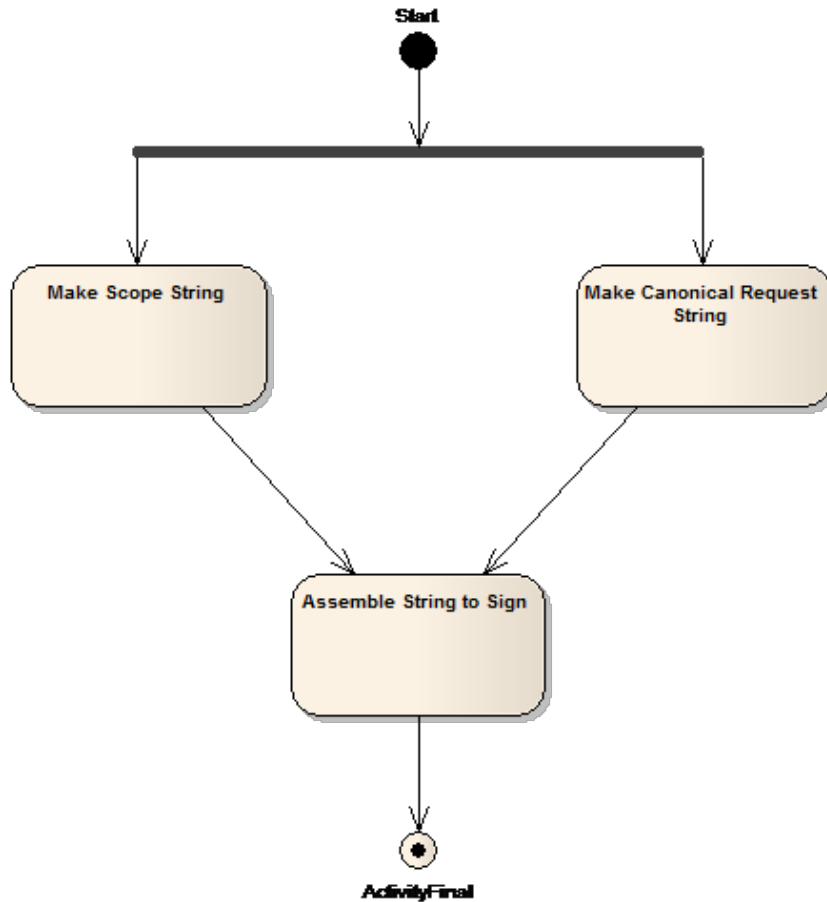 Start
Make Scope String
Make Canonical Request
String
Assemble String to Sign
ActivityFinal